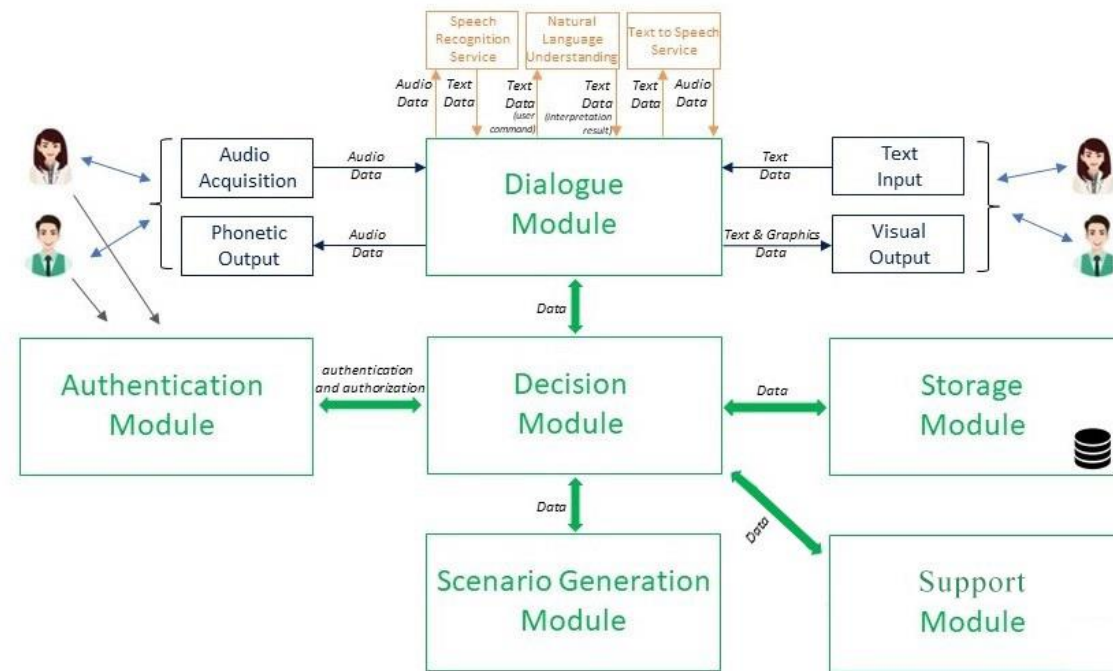 Speech
Recognition
Service
Natural
Language
Understanding
Text to Speech
Service
Audio
Data
Text
Data
Text
Data
(user
command)
Text
Data
(interpretation
result)
Text
Data
Audio
Data
Audio
Acquisition
Audio
Data
Dialogue
Module
Text
Data
Text
Input
Phonetic
Output
Audio
Data
Text & Graphics
Data
Visual
Output
Data
Authentication
Module
authentication
and authorization
Decision
Module
Data
Storage
Module
Data
Data
Scenario Generation
Module
Support
Module